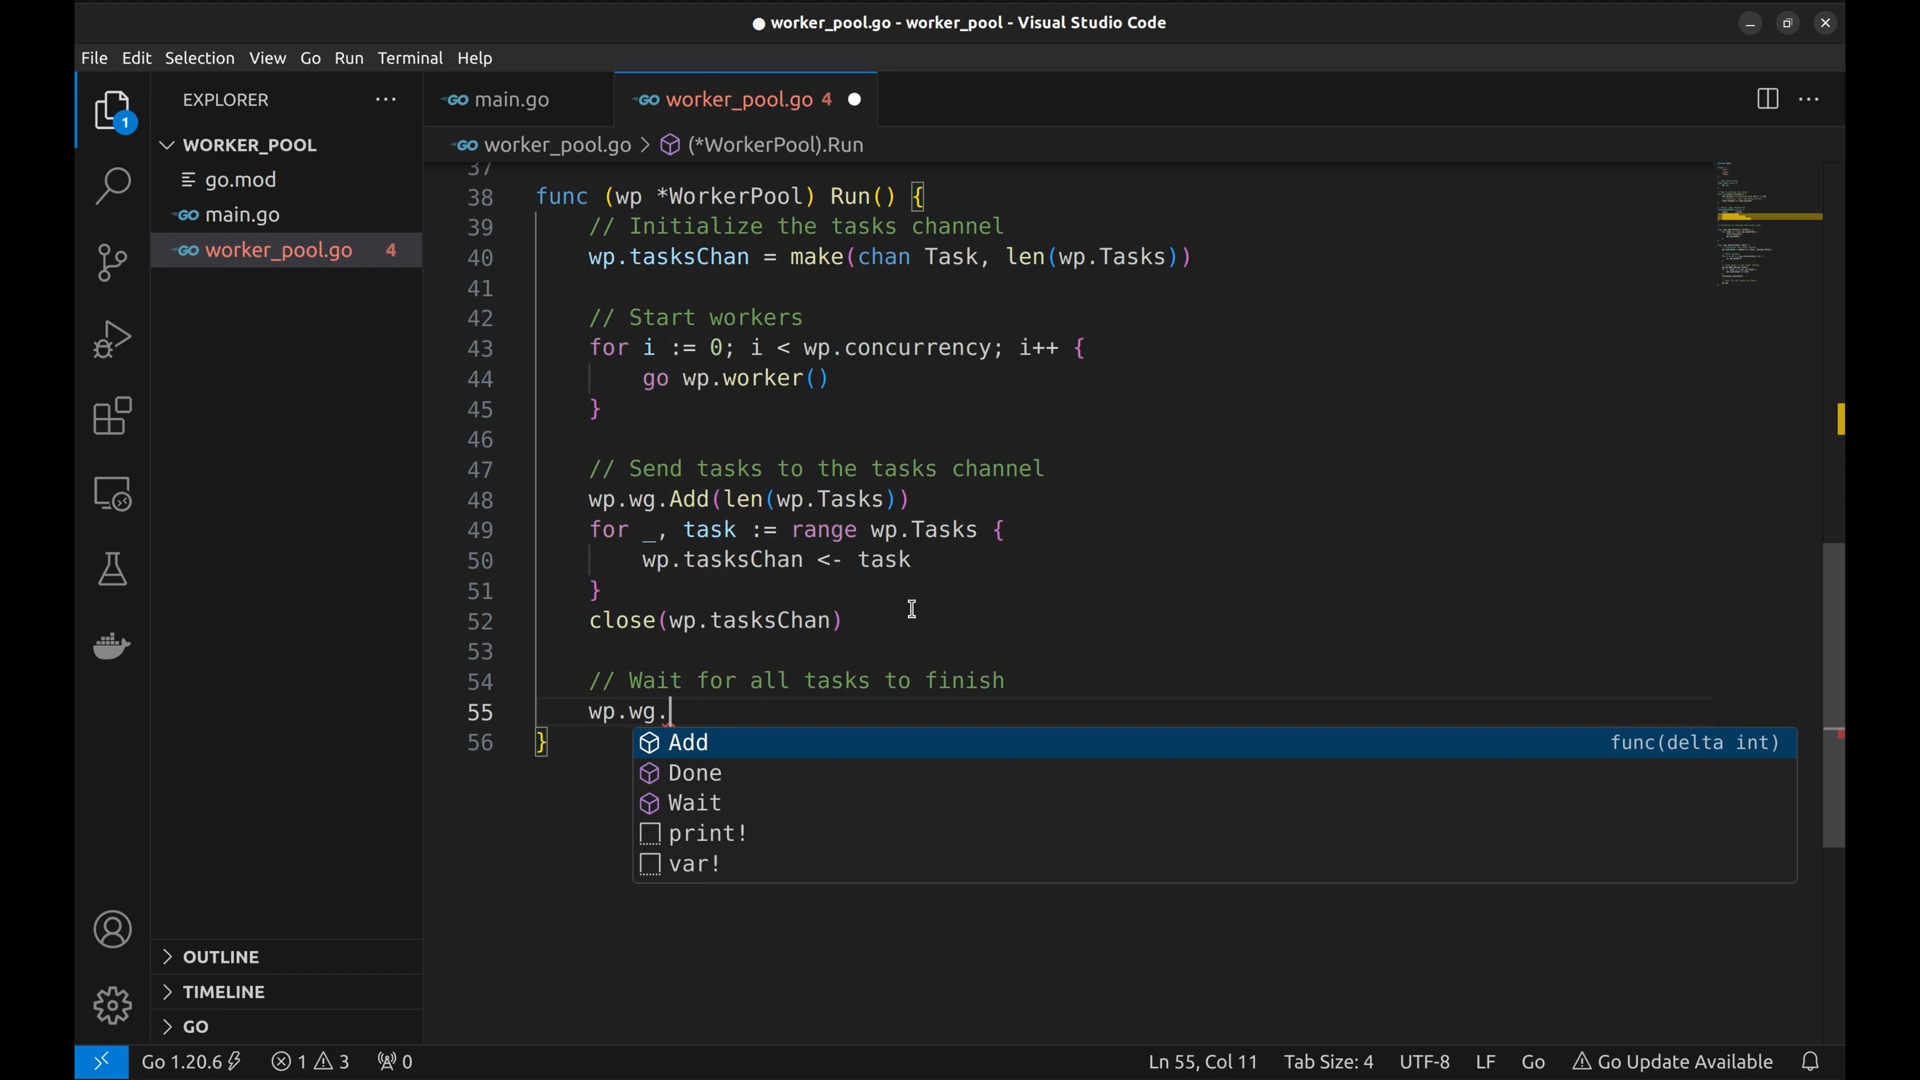 worker_pool.go - worker_pool - Visual Studio Code
File Edit Selection View Go Run Terminal Help
EXPLORER
main.go
worker_pool.go 4
1
WORKER_POOL
go.mod
main.go
worker_pool.go 4
worker_pool.go > (*WorkerPool).Run
37
38 func (wp *WorkerPool) Run() {
39 // Initialize the tasks channel
40 wp.tasksChan = make(chan Task, len(wp.Tasks))
41
42 // Start workers
43 for i := 0; i < wp.concurrency; i++ {
44 go wp.worker()
45 }
46
47 // Send tasks to the tasks channel
48 wp.wg.Add(len(wp.Tasks))
49 for _, task := range wp.Tasks {
50 wp.tasksChan <- task
51 }
52 close(wp.tasksChan)
53
54 // Wait for all tasks to finish
55 wp.wg.
56 }
Add func(delta int)
Done
Wait
print!
var!
OUTLINE
TIMELINE
GO
Go 1.20.6 1 3 0 Ln 55, Col 11 Tab Size: 4 UTF-8 LF Go Go Update Available